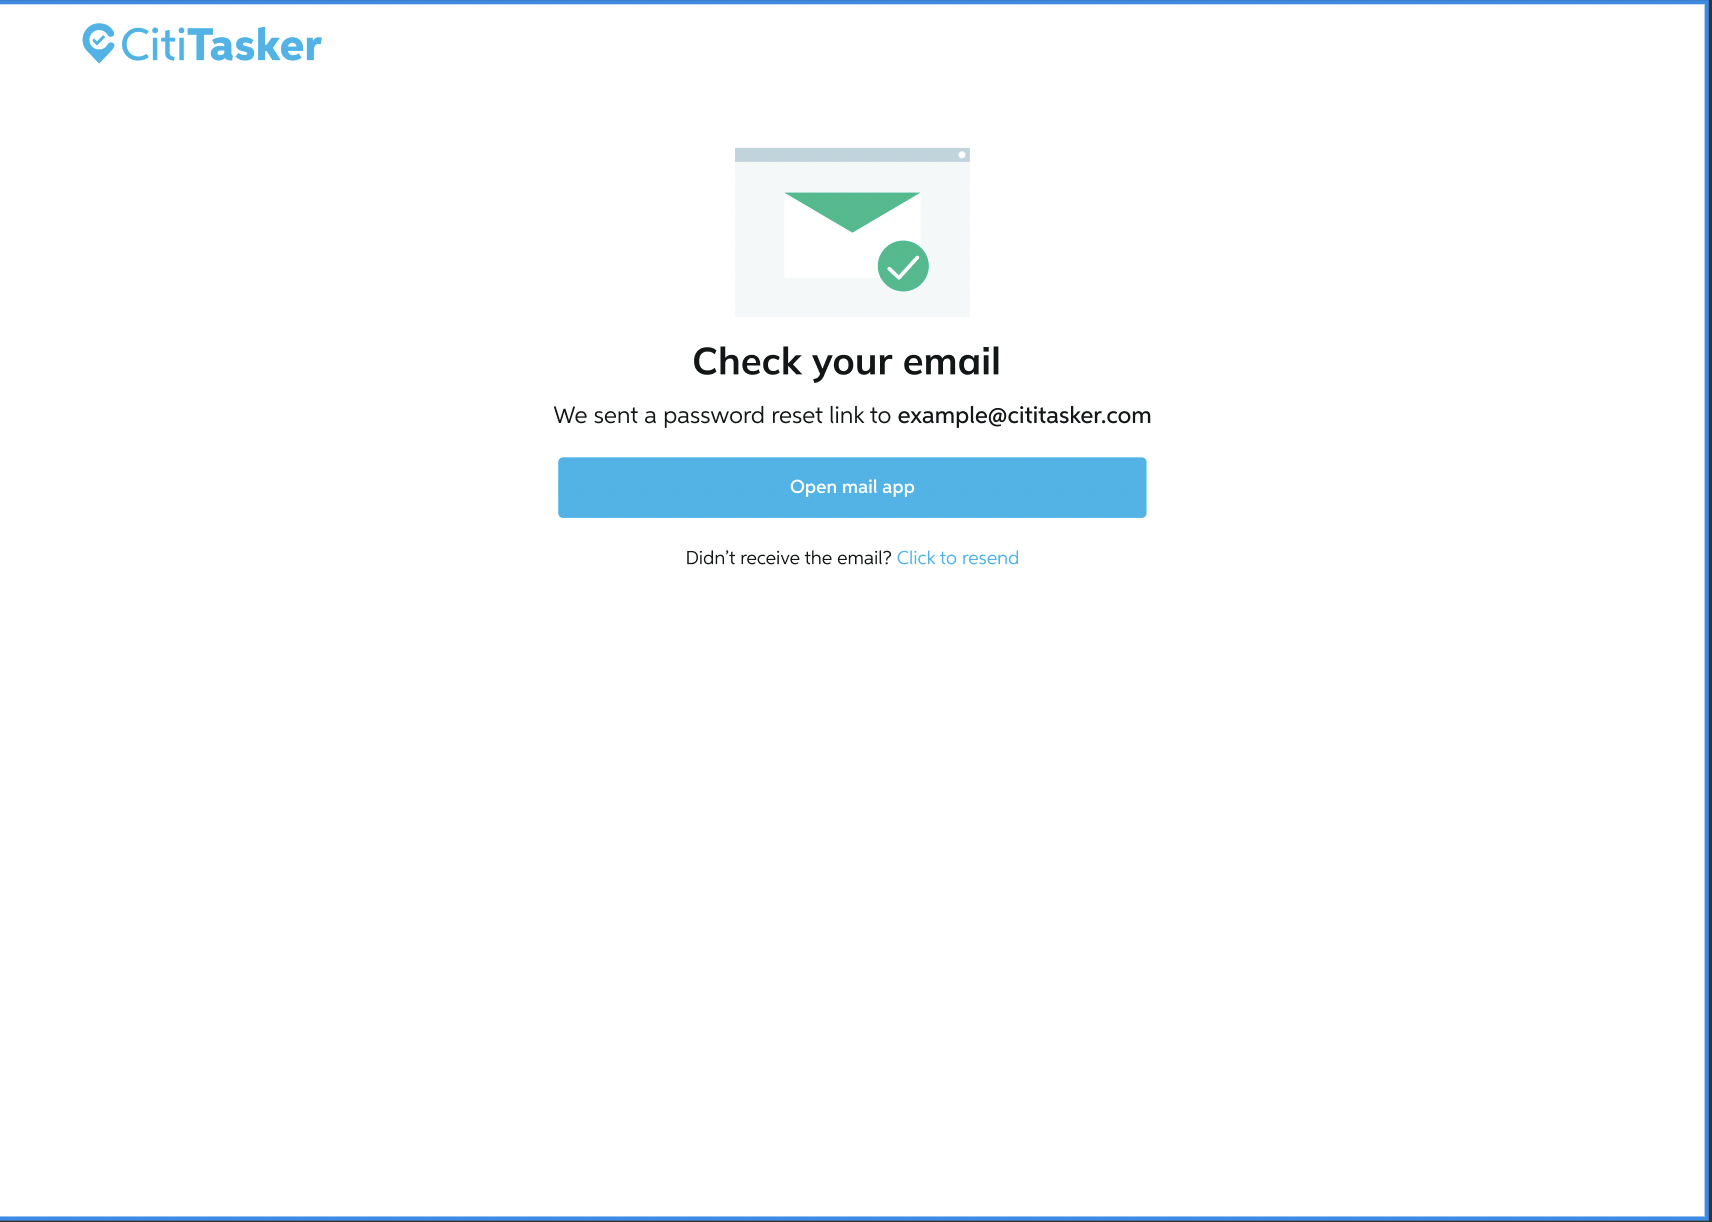 CitiTasker
Check your email
We sent a password reset link to example@cititasker.com
Open mail app
Didn’t receive the email? Click to resend